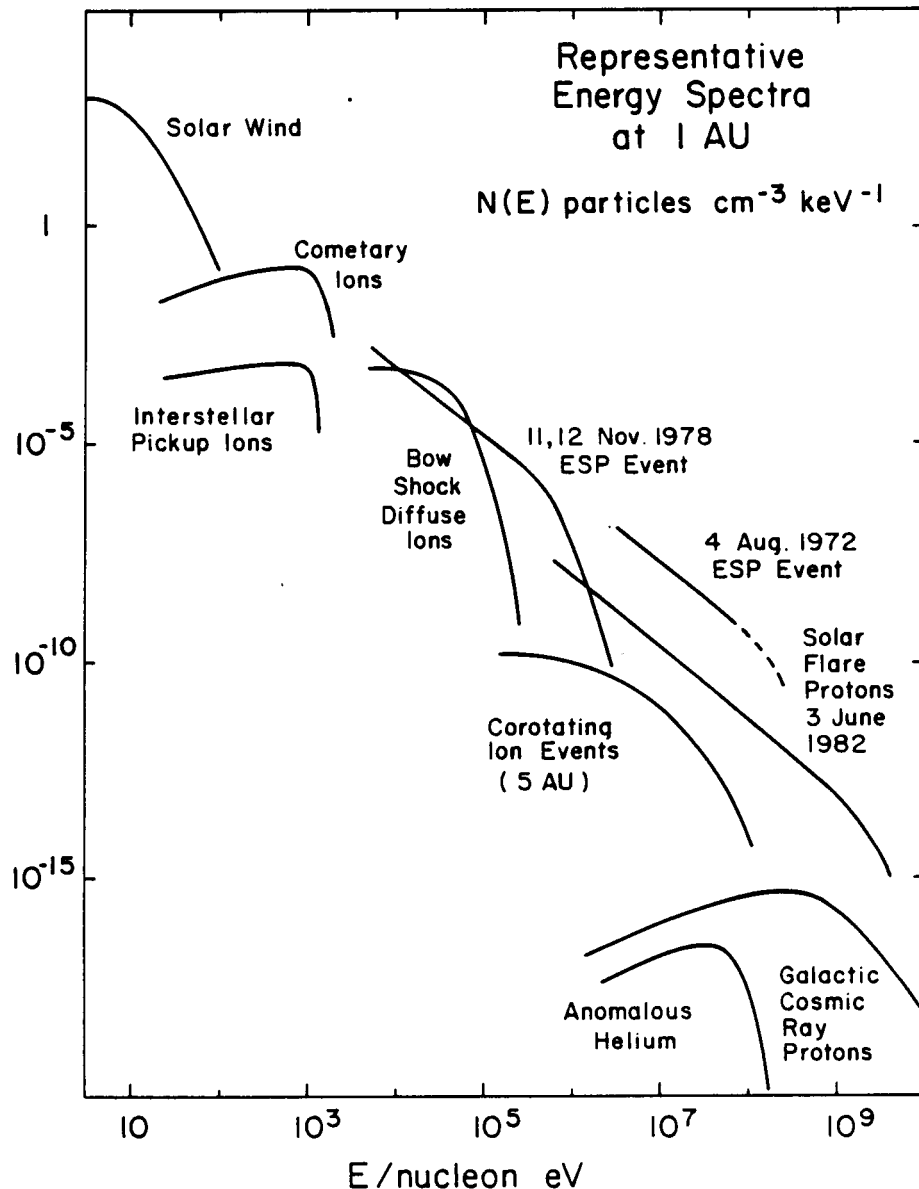 Representative
Energy Spectra
at 1 AU
N(E) particles cm⁻³ keV⁻¹
Solar Wind
Cometary
Ions
1
Interstellar
Pickup Ions
10⁻⁵
11,12 Nov. 1978
ESP Event
Bow
Shock
Diffuse
Ions
4 Aug. 1972
ESP Event
Solar
Flare
Protons
3 June
1982
10⁻¹⁰
Corotating
Ion Events
(5 AU)
10⁻¹⁵
Anomalous
Helium
Galactic
Cosmic
Ray
Protons
10 10³ 10⁵ 10⁷ 10⁹
E/nucleon eV